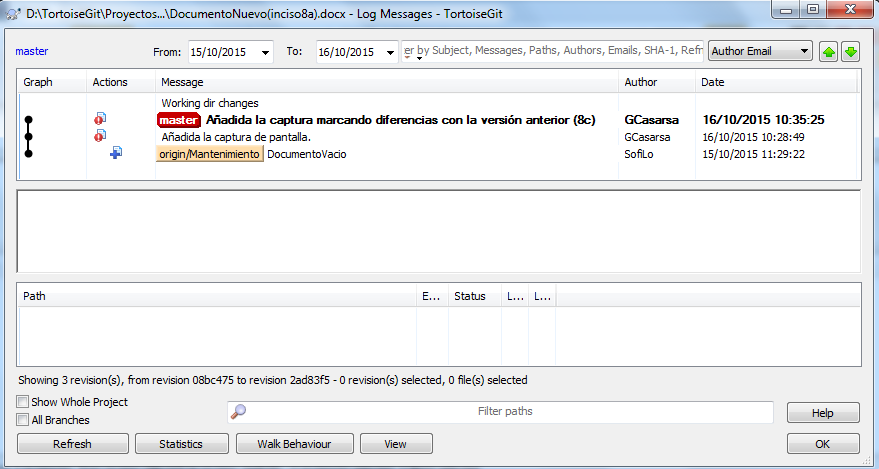 D:\TortoiseGit\Proyectos...\DocumentoNuevo(inciso8a).docx - Log Messages - TortoiseGit
master From: 15/10/2015 To: 16/10/2015 er by Subject, Messages, Paths, Authors, Emails, SHA-1, Refn Author Email
Graph Actions Message Author Date
Working dir changes
master Añadida la captura marcando diferencias con la versión anterior (8c) GCasarsa 16/10/2015 10:35:25
Añadida la captura de pantalla. GCasarsa 16/10/2015 10:28:49
origin/Mantenimiento DocumentoVacio SofiLo 15/10/2015 11:29:22
Path E... Status L... L...
Showing 3 revision(s), from revision 08bc475 to revision 2ad83f5 - 0 revision(s) selected, 0 file(s) selected
Show Whole Project
All Branches
Filter paths
Help
Refresh Statistics Walk Behaviour View OK